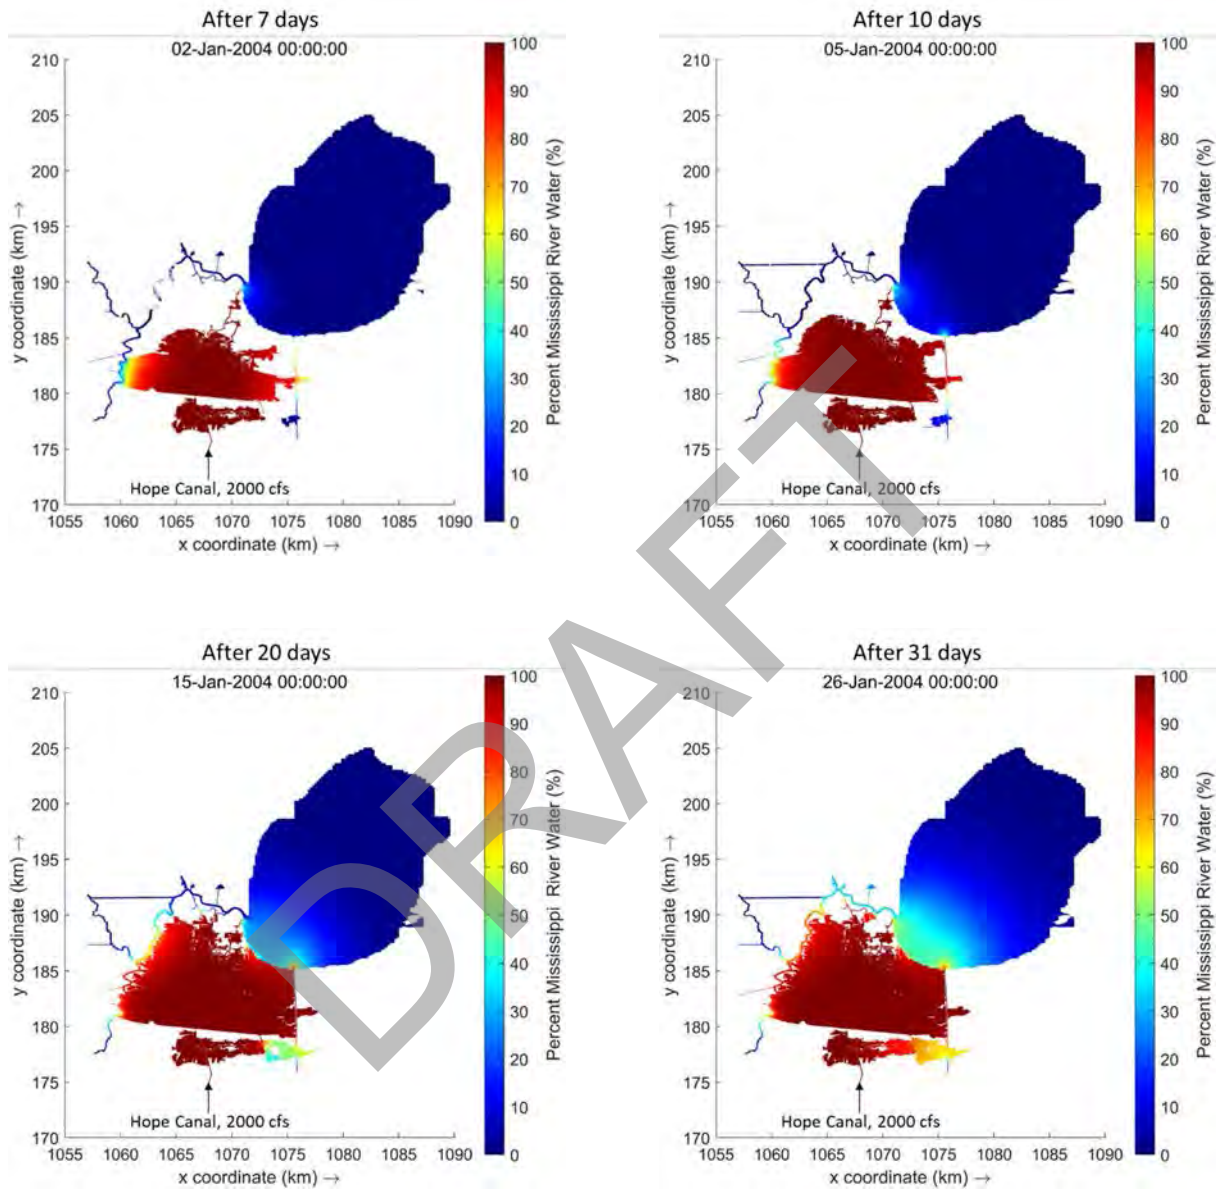 After 7 days
02-Jan-2004 00:00:00
210
205
200
195
190
185
180
175
170
y coordinate (km) →
1055 1060 1065 1070 1075 1080 1085 1090
x coordinate (km) →
Hope Canal, 2000 cfs
100
90
80
70
60
50
40
30
20
10
0
Percent Mississippi River Water (%)
After 10 days
05-Jan-2004 00:00:00
210
205
200
195
190
185
180
175
170
y coordinate (km) →
1055 1060 1065 1070 1075 1080 1085 1090
x coordinate (km) →
Hope Canal, 2000 cfs
100
90
80
70
60
50
40
30
20
10
0
Percent Mississippi River Water (%)
After 20 days
15-Jan-2004 00:00:00
210
205
200
195
190
185
180
175
170
y coordinate (km) →
1055 1060 1065 1070 1075 1080 1085 1090
x coordinate (km) →
Hope Canal, 2000 cfs
100
90
80
70
60
50
40
30
20
10
0
Percent Mississippi River Water (%)
After 31 days
26-Jan-2004 00:00:00
210
205
200
195
190
185
180
175
170
y coordinate (km) →
1055 1060 1065 1070 1075 1080 1085 1090
x coordinate (km) →
Hope Canal, 2000 cfs
100
90
80
70
60
50
40
30
20
10
0
Percent Mississippi River Water (%)
DRAFT